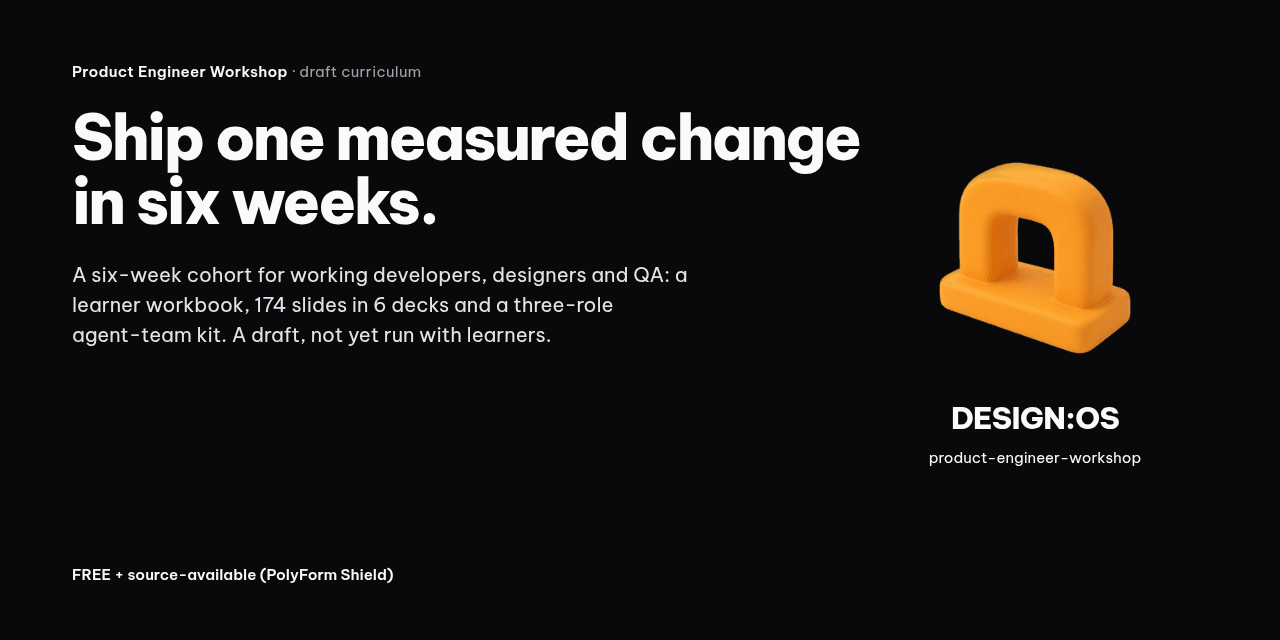 Product Engineer Workshop · draft curriculum
Ship one measured change
in six weeks.
A six-week cohort for working developers, designers and QA: a
learner workbook, 174 slides in 6 decks and a three-role
agent-team kit. A draft, not yet run with learners.
DESIGN:OS
product-engineer-workshop
FREE + source-available (PolyForm Shield)